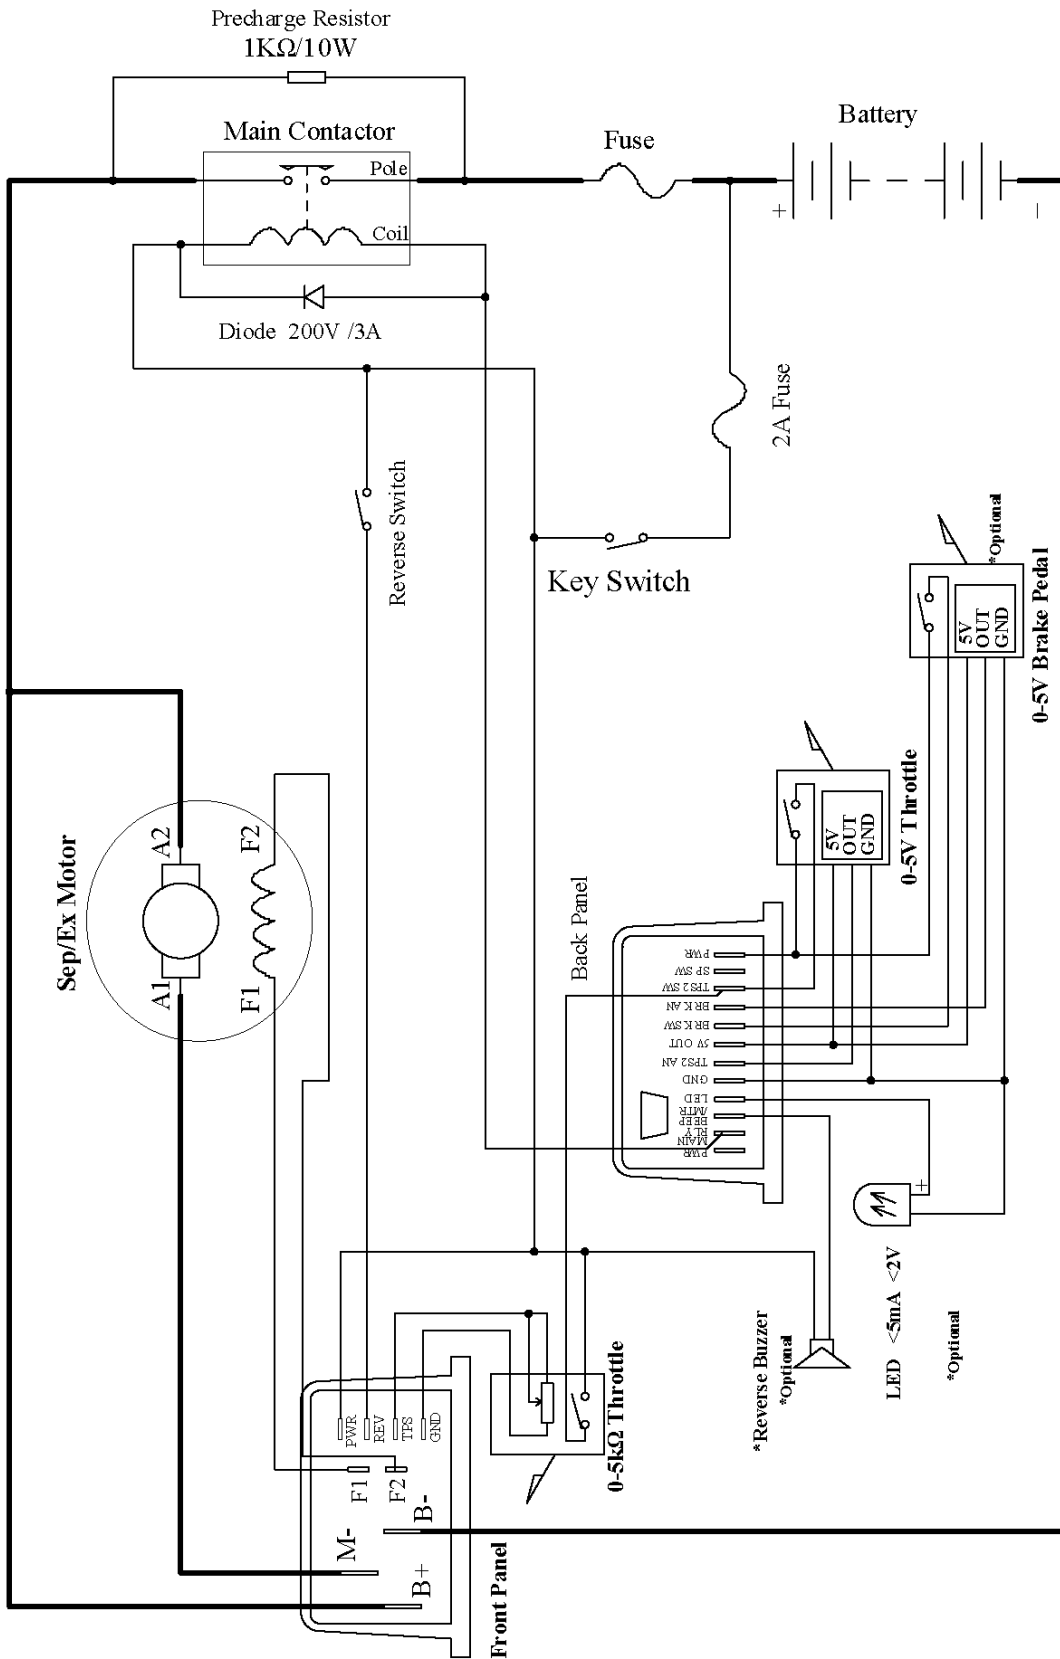 Precharge Resistor
1KΩ/10W
Main Contactor
Pole
Coil
Diode 200V /3A
Fuse
Battery
+
−
2A Fuse
Reverse Switch
Key Switch
*Optional
5V
OUT
GND
0-5V Brake Pedal
5V
OUT
GND
0-5V Throttle
Sep/Ex Motor
A2
A1
F2
F1
Back Panel
PWR
SP SW
TPS2 SW
BRK AN
BRK SW
5V OUT
TPS2 AN
GND
LED
/MTR
BEEP
RLY
MAIN
PWR
+
LED <5mA <2V
*Optional
*Reverse Buzzer
*Optional
0-5kΩ Throttle
PWR
REV
TPS
GND
F1
F2
M-
B-
B+
Front Panel